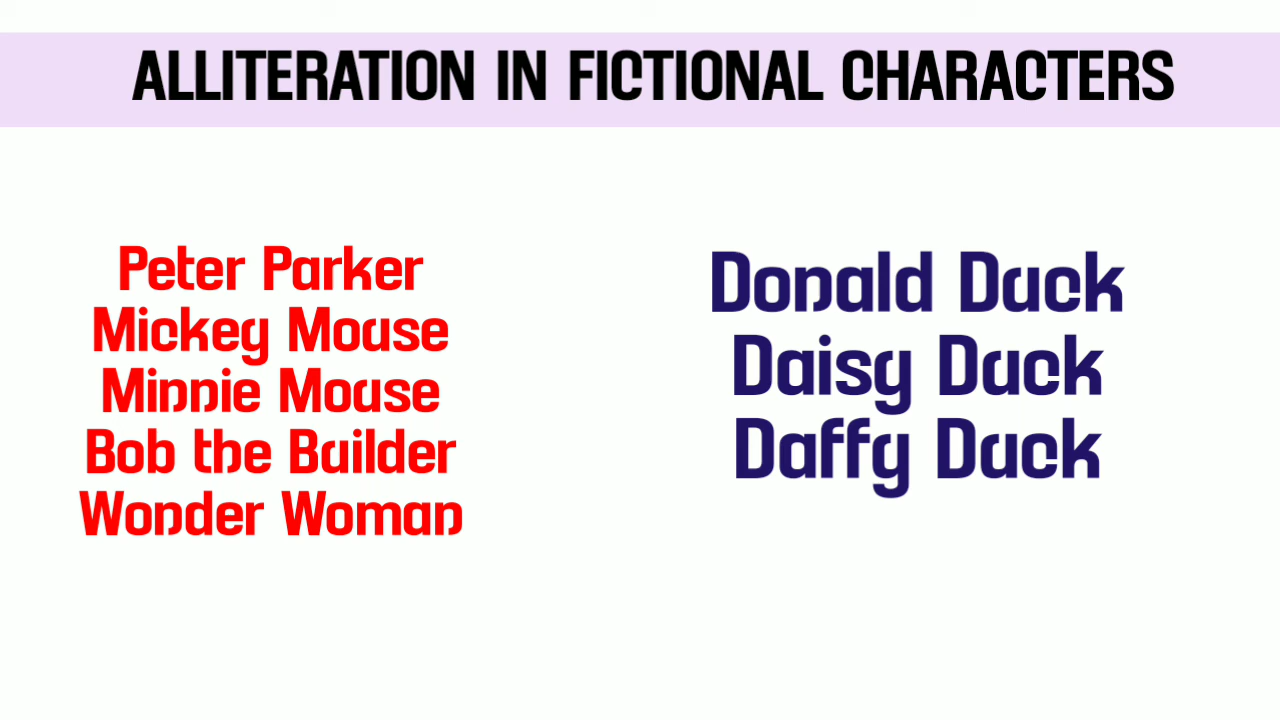 ALLITERATION IN FICTIONAL CHARACTERS
Peter Parker
Mickey Mouse
Minnie Mouse
Bob the Builder
Wonder Woman
Donald Duck
Daisy Duck
Daffy Duck